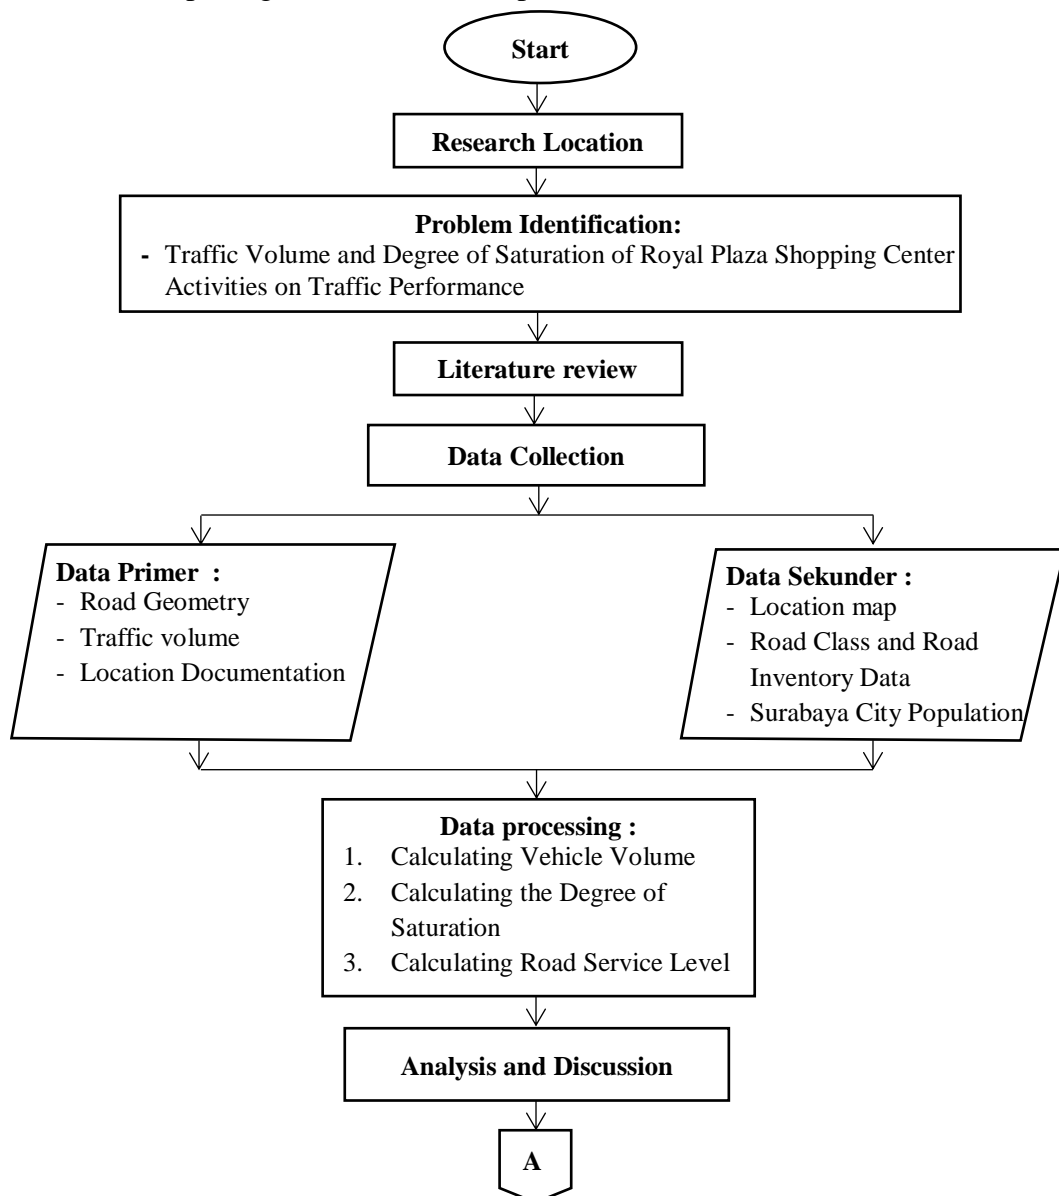 Start
Research Location
Problem Identification:
- Traffic Volume and Degree of Saturation of Royal Plaza Shopping Center
Activities on Traffic Performance
Literature review
Data Collection
Data Primer :
- Road Geometry
- Traffic volume
- Location Documentation
Data Sekunder :
- Location map
- Road Class and Road
Inventory Data
- Surabaya City Population
Data processing :
1. Calculating Vehicle Volume
2. Calculating the Degree of
Saturation
3. Calculating Road Service Level
Analysis and Discussion
A